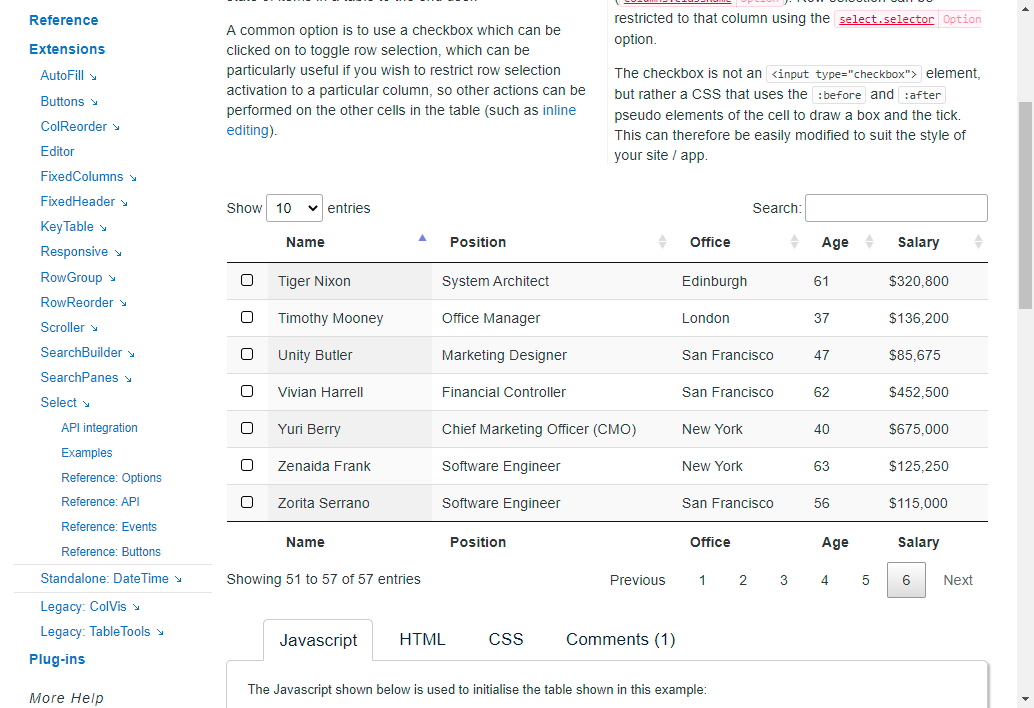 Reference
Extensions
AutoFill ↘
Buttons ↘
ColReorder ↘
Editor
FixedColumns ↘
FixedHeader ↘
KeyTable ↘
Responsive ↘
RowGroup ↘
RowReorder ↘
Scroller ↘
SearchBuilder ↘
SearchPanes ↘
Select ↘
API integration
Examples
Reference: Options
Reference: API
Reference: Events
Reference: Buttons
Standalone: DateTime ↘
Legacy: ColVis ↘
Legacy: TableTools ↘
Plug-ins
More Help
A common option is to use a checkbox which can be
clicked on to toggle row selection, which can be
particularly useful if you wish to restrict row selection
activation to a particular column, so other actions can be
performed on the other cells in the table (such as inline
editing).
restricted to that column using the select.selector Option
option.
The checkbox is not an <input type="checkbox"> element,
but rather a CSS that uses the :before and :after
pseudo elements of the cell to draw a box and the tick.
This can therefore be easily modified to suit the style of
your site / app.
Show 10 entries Search:
Name Position Office Age Salary
Tiger Nixon System Architect Edinburgh 61 $320,800
Timothy Mooney Office Manager London 37 $136,200
Unity Butler Marketing Designer San Francisco 47 $85,675
Vivian Harrell Financial Controller San Francisco 62 $452,500
Yuri Berry Chief Marketing Officer (CMO) New York 40 $675,000
Zenaida Frank Software Engineer New York 63 $125,250
Zorita Serrano Software Engineer San Francisco 56 $115,000
Name Position Office Age Salary
Showing 51 to 57 of 57 entries Previous 1 2 3 4 5 6 Next
Javascript HTML CSS Comments (1)
The Javascript shown below is used to initialise the table shown in this example: